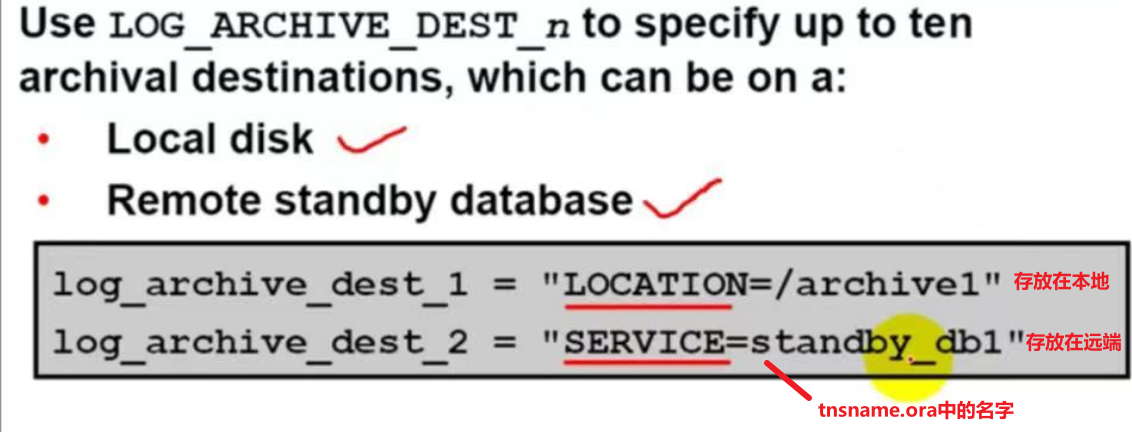 Use LOG_ARCHIVE_DEST_n to specify up to ten
archival destinations, which can be on a:
• Local disk
• Remote standby database
log_archive_dest_1 = "LOCATION=/archive1" 存放在本地
log_archive_dest_2 = "SERVICE=standby_db1"存放在远端
tnsname.ora中的名字